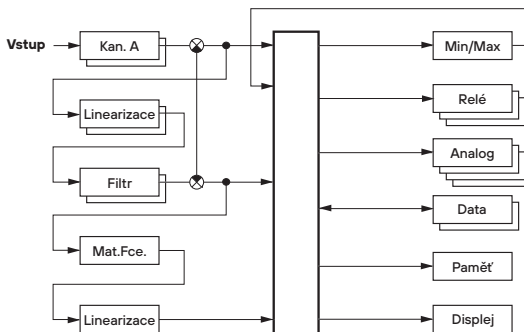 Vstup
Kan. A
Min/Max
Linearizace
Relé
Filtr
Analog
Data
Mat.Fce.
Paměť
Linearizace
Displej